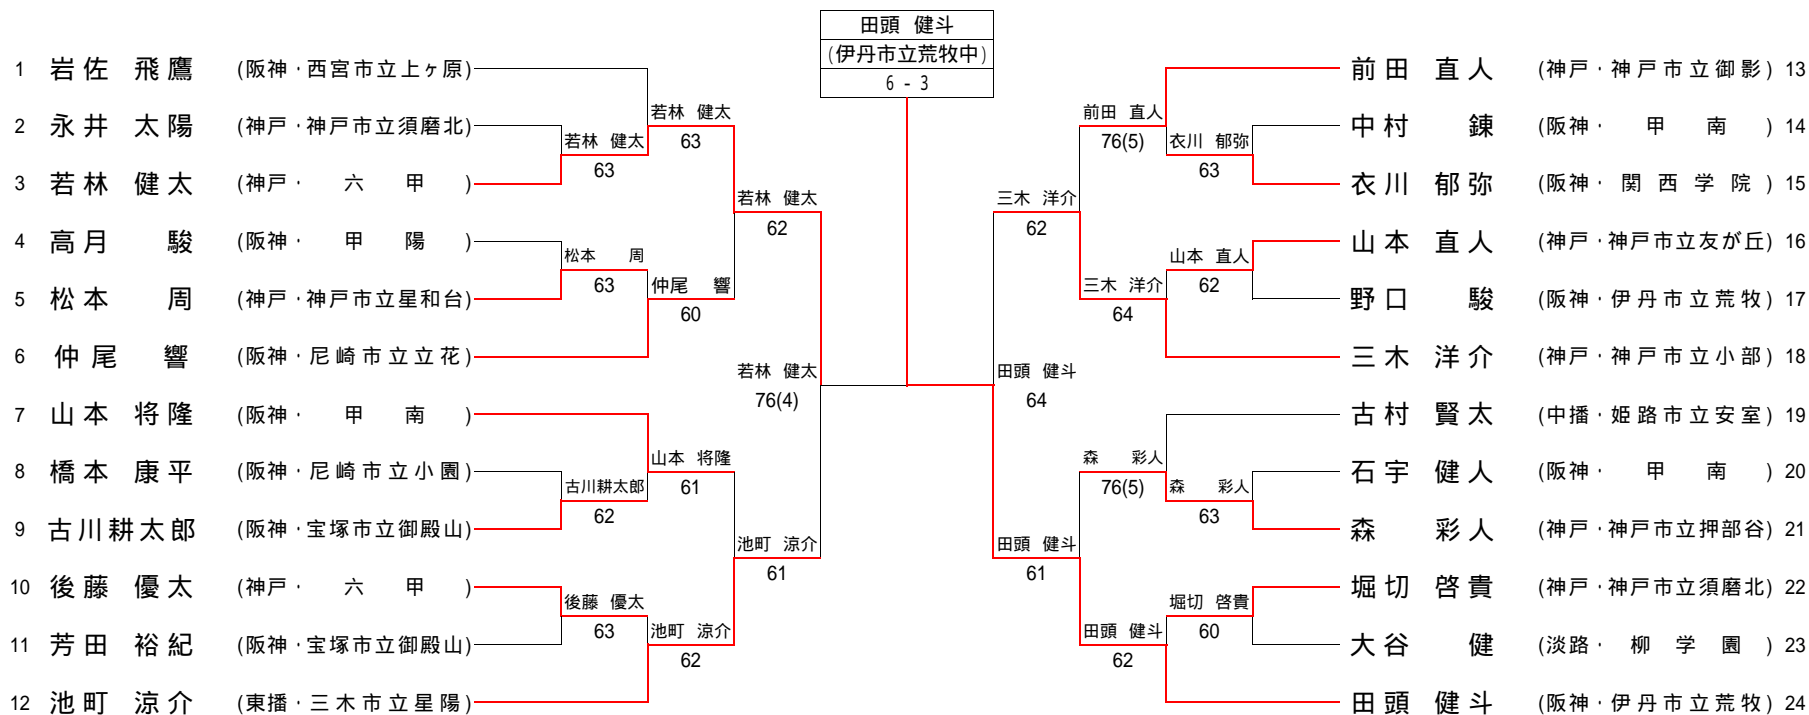 田頭 健斗
(伊丹市立荒牧中)
6 - 3
1 岩佐 飛鷹 (阪神・西宮市立上ヶ原)
2 永井 太陽 (神戸・神戸市立須磨北)
3 若林 健太 (神戸・ 六 甲 )
4 高月 駿 (阪神・ 甲 陽 )
5 松本 周 (神戸・神戸市立星和台)
6 仲尾 響 (阪神・尼崎市立立花)
7 山本 将隆 (阪神・ 甲 南 )
8 橋本 康平 (阪神・尼崎市立小園)
9 古川耕太郎 (阪神・宝塚市立御殿山)
10 後藤 優太 (神戸・ 六 甲 )
11 芳田 裕紀 (阪神・宝塚市立御殿山)
12 池町 涼介 (東播・三木市立星陽)
若林 健太
63
松本 周
63
古川耕太郎
62
後藤 優太
63
若林 健太
63
仲尾 響
60
山本 将隆
61
池町 涼介
62
若林 健太
62
池町 涼介
61
若林 健太
76(4)
田頭 健斗
64
三木 洋介
62
田頭 健斗
61
前田 直人
76(5)
三木 洋介
64
森 彩人
76(5)
田頭 健斗
62
衣川 郁弥
63
山本 直人
62
森 彩人
63
堀切 啓貴
60
前田 直人 (神戸・神戸市立御影) 13
中村 錬 (阪神・ 甲 南 ) 14
衣川 郁弥 (阪神・関西学院) 15
山本 直人 (神戸・神戸市立友が丘) 16
野口 駿 (阪神・伊丹市立荒牧) 17
三木 洋介 (神戸・神戸市立小部) 18
古村 賢太 (中播・姫路市立安室) 19
石宇 健人 (阪神・ 甲 南 ) 20
森 彩人 (神戸・神戸市立押部谷) 21
堀切 啓貴 (神戸・神戸市立須磨北) 22
大谷 健 (淡路・ 柳 学 園 ) 23
田頭 健斗 (阪神・伊丹市立荒牧) 24